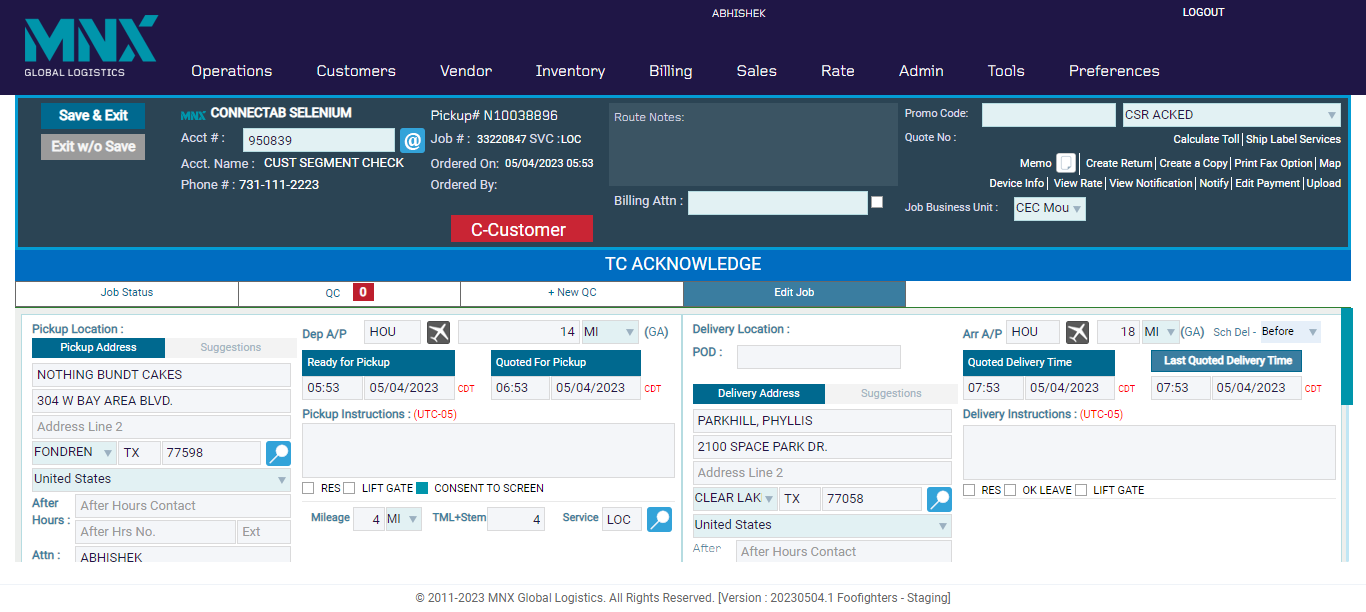 ABHISHEK
LOGOUT
MNX
GLOBAL LOGISTICS
Operations Customers Vendor Inventory Billing Sales Rate Admin Tools Preferences
Save & Exit
Exit w/o Save
MNX CONNECTAB SELENIUM
Acct # : 950839 @
Acct. Name : CUST SEGMENT CHECK
Phone # : 731-111-2223
Pickup# N10038896
Job # : 33220847 SVC :LOC
Ordered On: 05/04/2023 05:53
Ordered By:
C-Customer
Route Notes:
Billing Attn :
Promo Code: CSR ACKED
Quote No :
Calculate Toll| Ship Label Services
Memo | Create Return| Create a Copy| Print Fax Option| Map
Device Info| View Rate| View Notification| Notify| Edit Payment| Upload
Job Business Unit : CEC Mou
TC ACKNOWLEDGE
Job Status QC 0 + New QC Edit Job
Pickup Location :
Pickup Address Suggestions
NOTHING BUNDT CAKES
304 W BAY AREA BLVD.
Address Line 2
FONDREN TX 77598
United States
After Hours : After Hours Contact
After Hrs No. Ext
Attn : ABHISHEK
Dep A/P HOU 14 MI (GA)
Ready for Pickup Quoted For Pickup
05:53 05/04/2023 CDT 06:53 05/04/2023 CDT
Pickup Instructions : (UTC-05)
RES LIFT GATE CONSENT TO SCREEN
Mileage 4 MI TML+Stem 4 Service LOC
Delivery Location :
POD :
Delivery Address Suggestions
PARKHILL, PHYLLIS
2100 SPACE PARK DR.
Address Line 2
CLEAR LAK TX 77058
United States
After After Hours Contact
Arr A/P HOU 18 MI (GA) Sch Del - Before
Quoted Delivery Time Last Quoted Delivery Time
07:53 05/04/2023 CDT 07:53 05/04/2023 CDT
Delivery Instructions : (UTC-05)
RES OK LEAVE LIFT GATE
© 2011-2023 MNX Global Logistics. All Rights Reserved. [Version : 20230504.1 Foofighters - Staging]